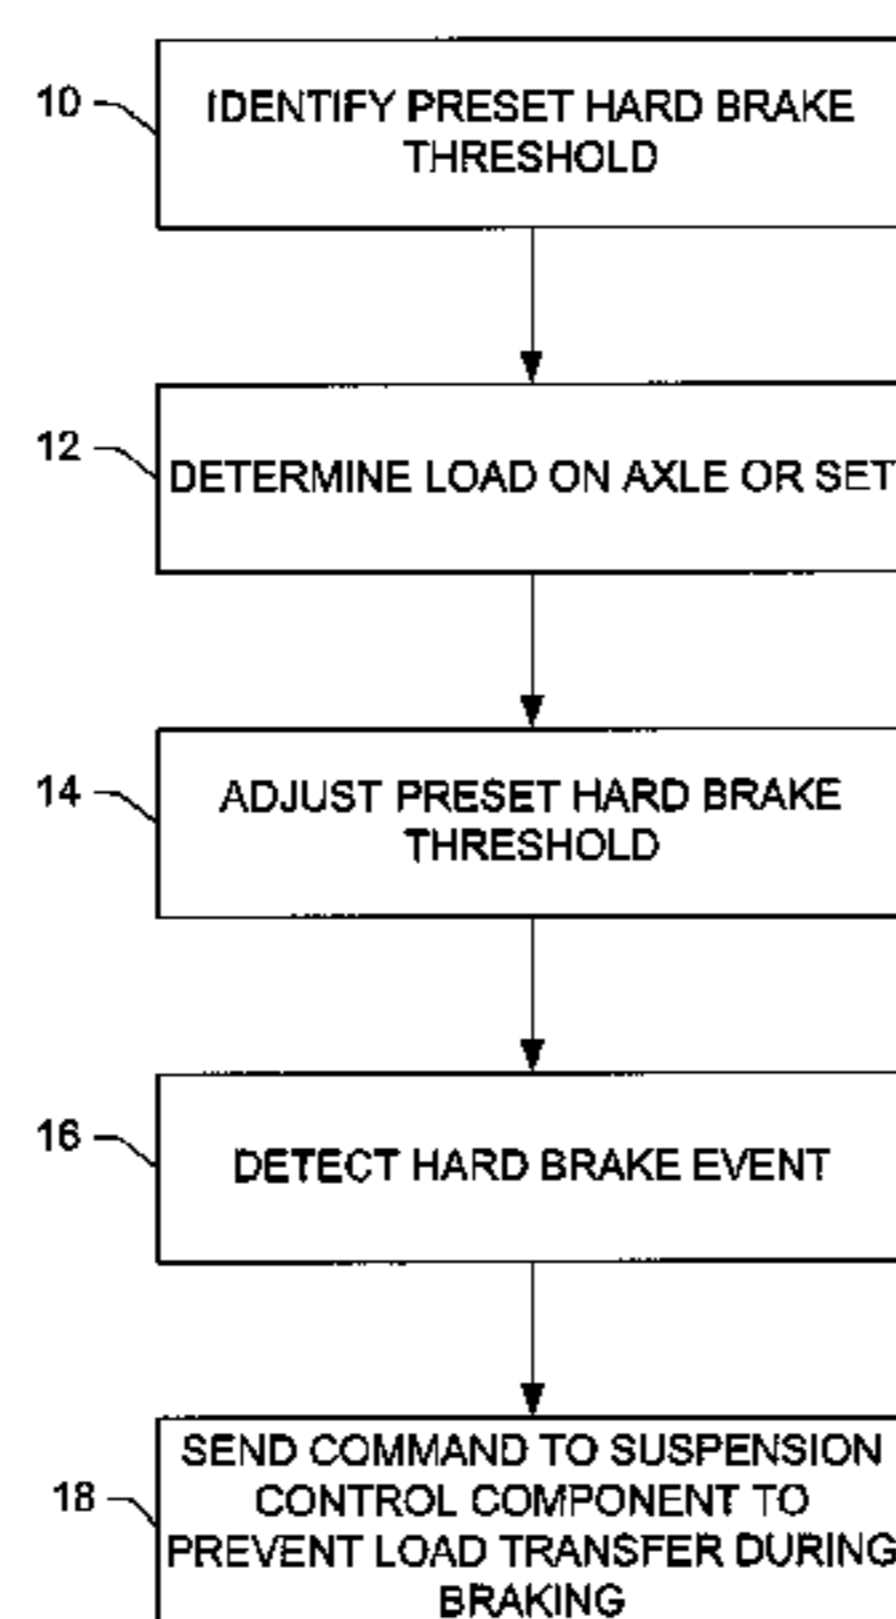 10
IDENTIFY PRESET HARD BRAKE
THRESHOLD
12
DETERMINE LOAD ON AXLE OR SET
14
ADJUST PRESET HARD BRAKE
THRESHOLD
16
DETECT HARD BRAKE EVENT
18
SEND COMMAND TO SUSPENSION
CONTROL COMPONENT TO
PREVENT LOAD TRANSFER DURING
BRAKING